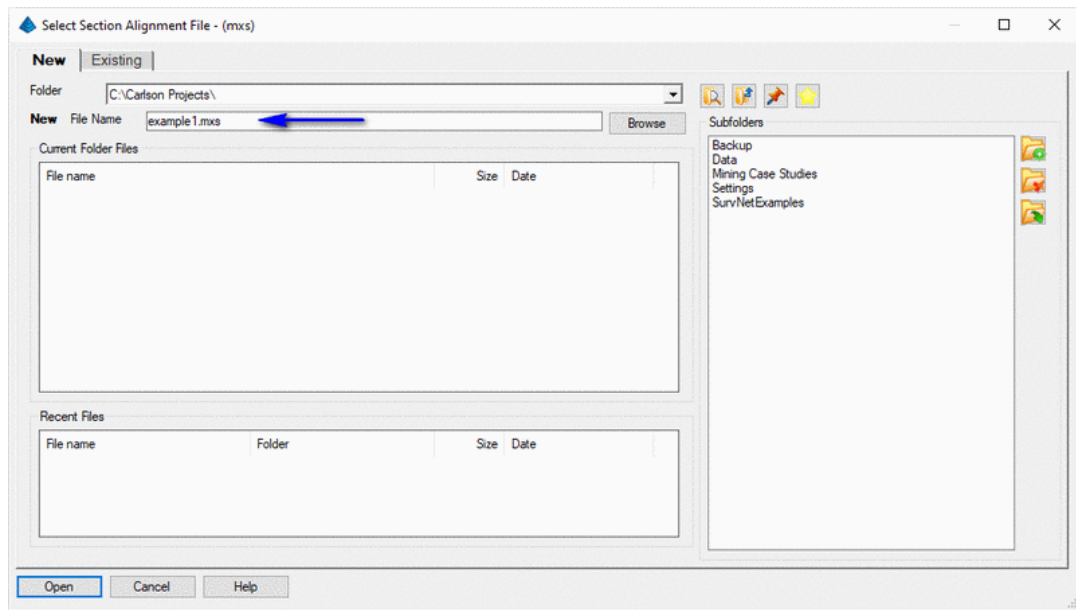 Select Section Alignment File - (mxs)
New Existing
Folder C:\Carlson Projects\
New File Name example1.mxs Browse
Current Folder Files
File name Size Date
Recent Files
File name Folder Size Date
Subfolders
Backup
Data
Mining Case Studies
Settings
SurvNetExamples
Open Cancel Help